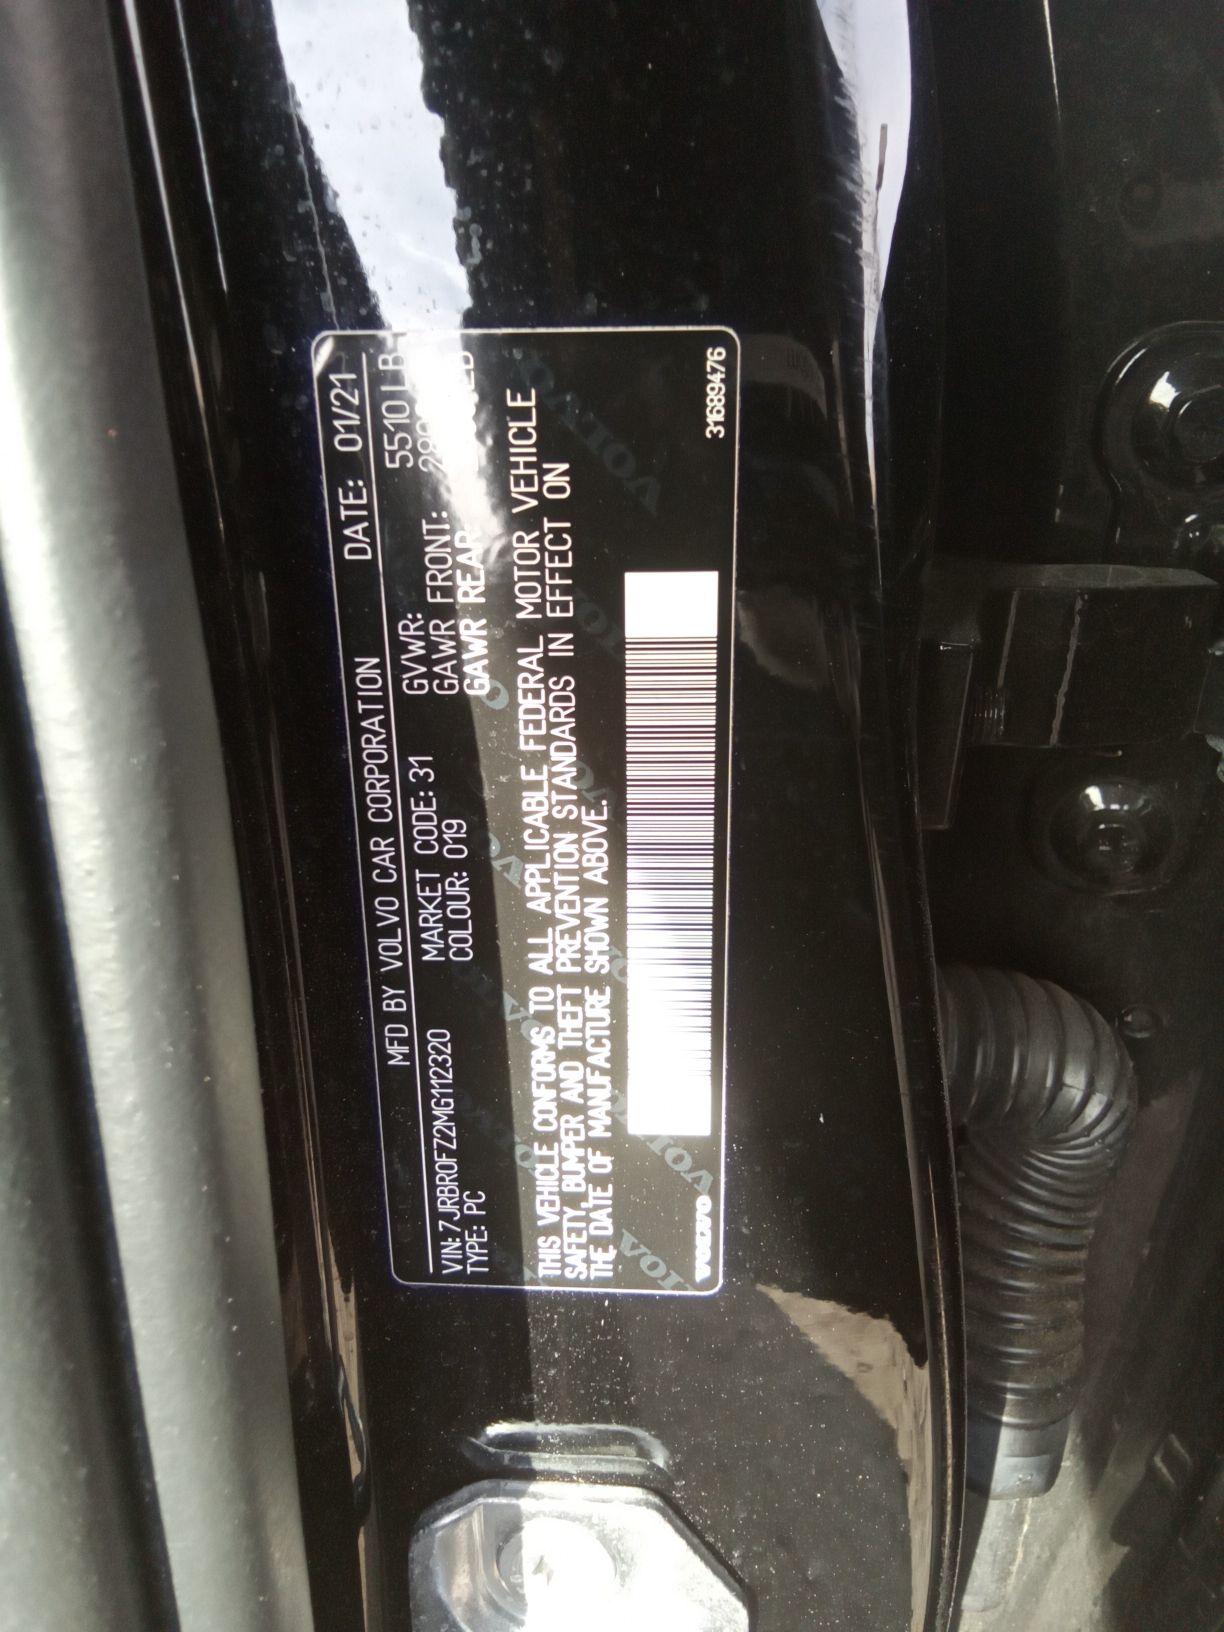 MFD BY VOLVO CAR CORPORATION DATE: 01/21
VIN: 7JRBR0FZ2MG112320 MARKET CODE: 31 GVWR: 5510 LB
TYPE: PC COLOUR: 019 GAWR FRONT:
GAWR REAR:
THIS VEHICLE CONFORMS TO ALL APPLICABLE FEDERAL MOTOR VEHICLE
SAFETY, BUMPER AND THEFT PREVENTION STANDARDS IN EFFECT ON
THE DATE OF MANUFACTURE SHOWN ABOVE.
VOLVO 31689476